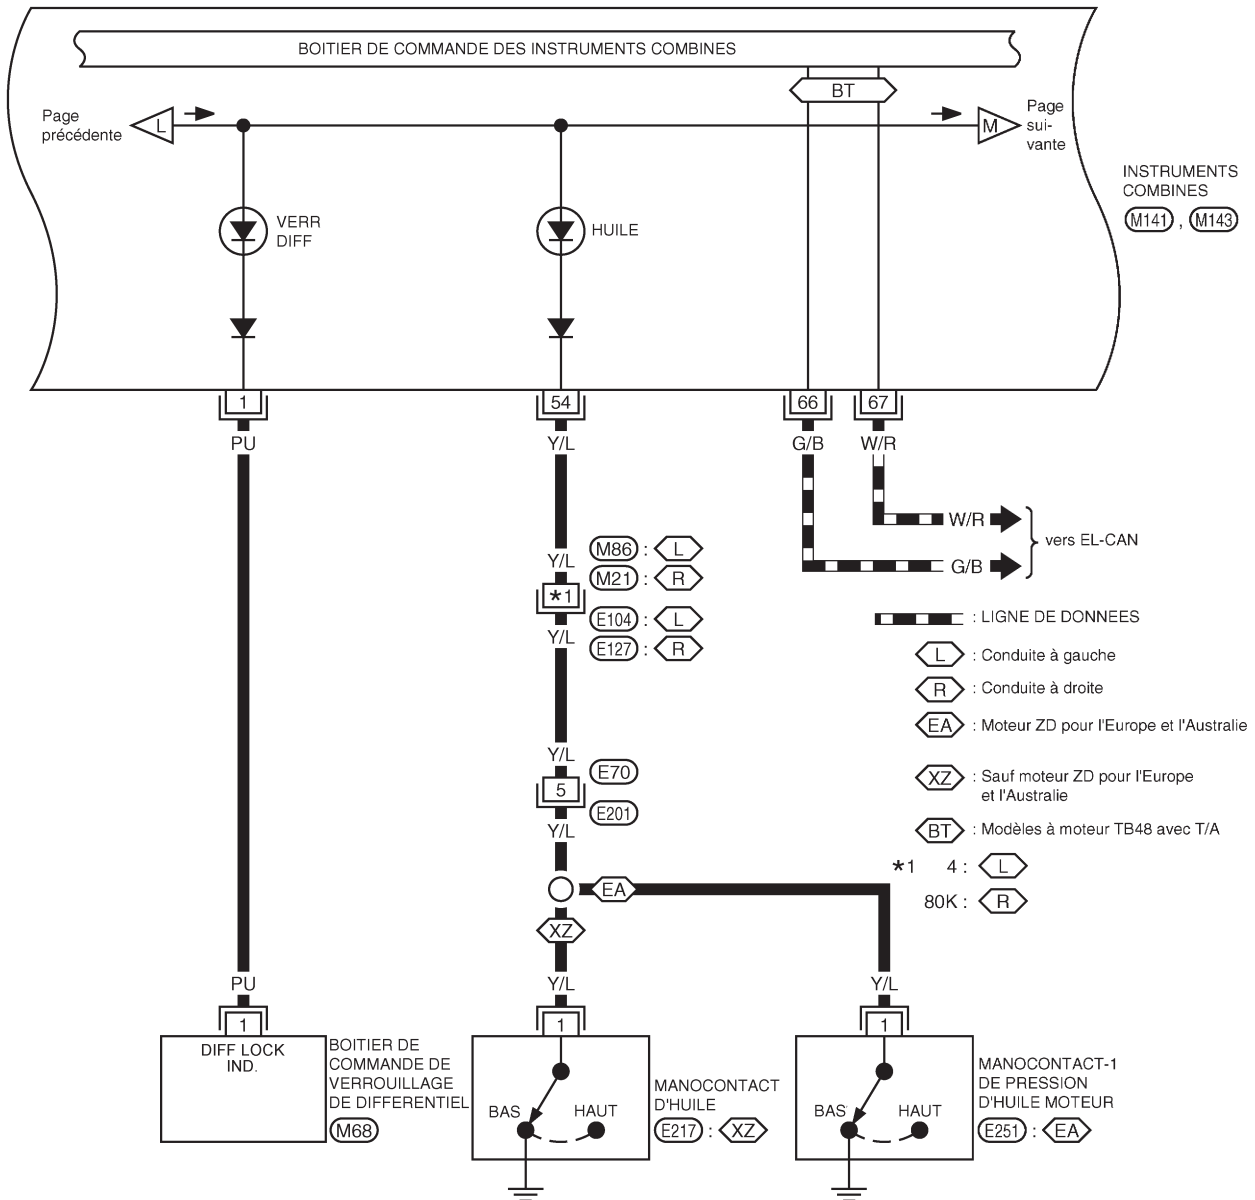 BOITIER DE COMMANDE DES INSTRUMENTS COMBINES
BT
Page
précédente
L
M
Page
sui-
vante
VERR
DIFF
HUILE
INSTRUMENTS
COMBINES
M141 , M143
1
54
66
67
PU
Y/L
G/B
W/R
W/R
G/B
vers EL-CAN
Y/L
M86 : L
M21 : R
*1
E104 : L
E127 : R
Y/L
: LIGNE DE DONNEES
L : Conduite à gauche
R : Conduite à droite
EA : Moteur ZD pour l'Europe et l'Australie
XZ : Sauf moteur ZD pour l'Europe
et l'Australie
BT : Modèles à moteur TB48 avec T/A
*1 4 : L
80K : R
Y/L
5
E70
E201
Y/L
EA
XZ
PU
Y/L
Y/L
1
1
1
DIFF LOCK
IND.
BOITIER DE
COMMANDE DE
VERROUILLAGE
DE DIFFERENTIEL
M68
BAS
HAUT
MANOCONTACT
D'HUILE
E217 : XZ
BAS
HAUT
MANOCONTACT-1
DE PRESSION
D'HUILE MOTEUR
E251 : EA